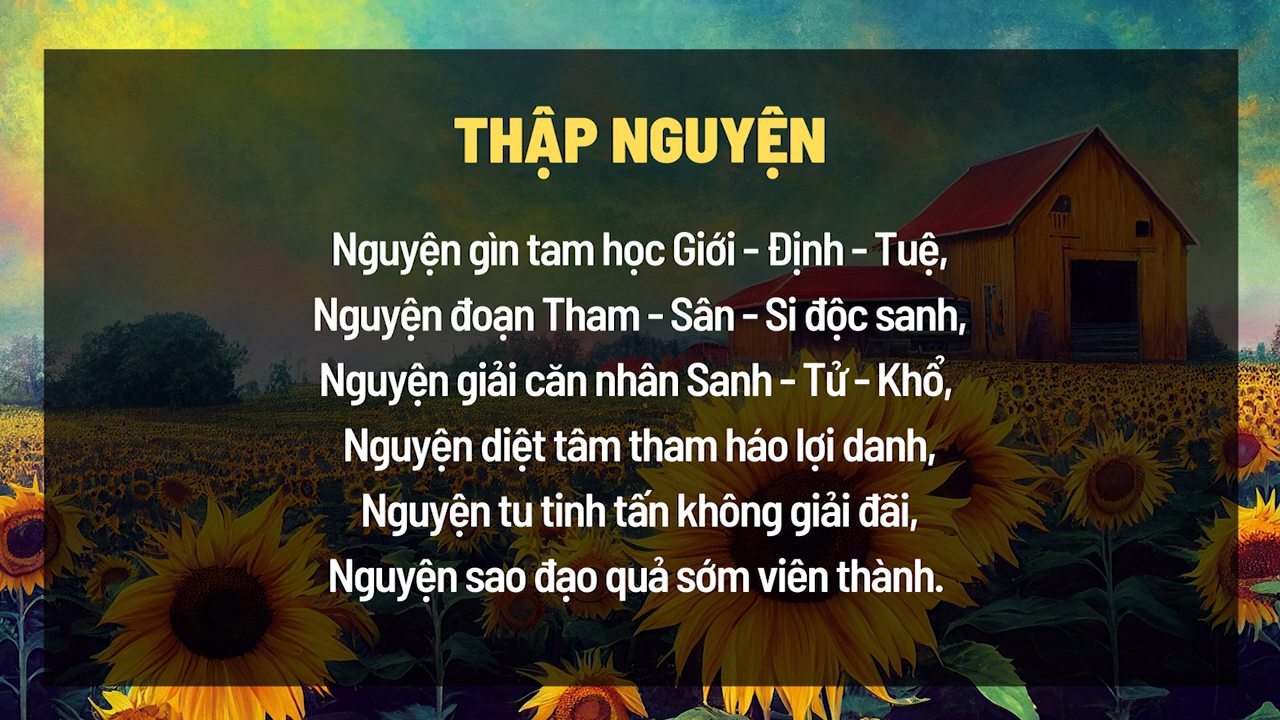 THẬP NGUYỆN
Nguyện gìn tam học Giới - Định - Tuệ,
Nguyện đoạn Tham - Sân - Si độc sanh,
Nguyện giải căn nhân Sanh - Tử - Khổ,
Nguyện diệt tâm tham háo lợi danh,
Nguyện tu tinh tấn không giải đãi,
Nguyện sao đạo quả sớm viên thành.